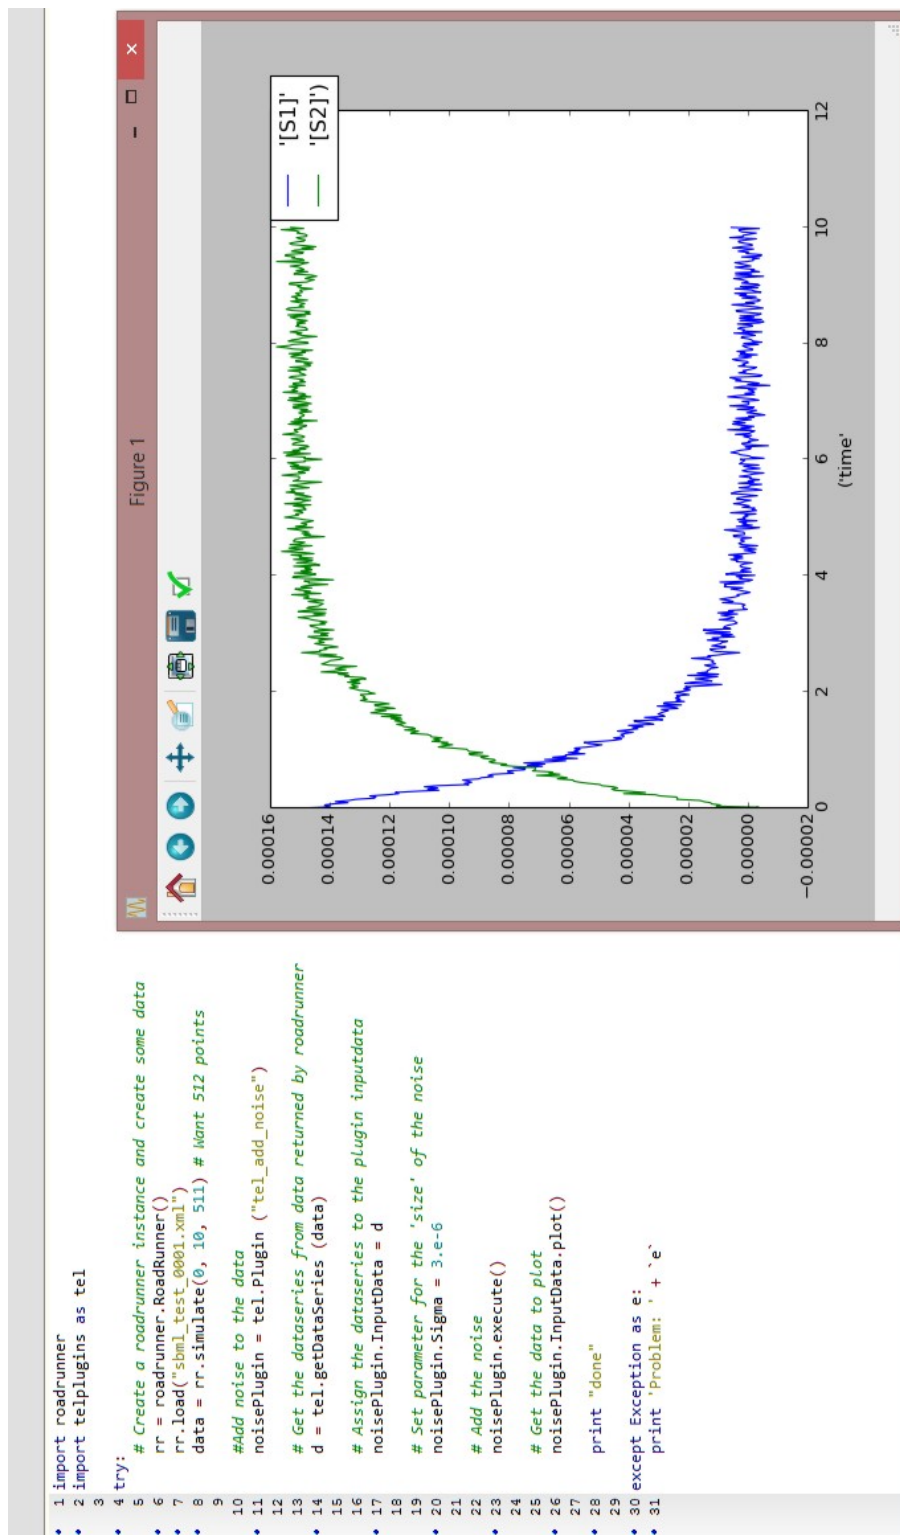 1 import roadrunner
2 import telplugins as tel
3
4 try:
5 # Create a roadrunner instance and create some data
6 rr = roadrunner.RoadRunner()
7 rr.load("sbml_test_0001.xml")
8 data = rr.simulate(0, 10, 511) # Want 512 points
9
10 #Add noise to the data
11 noisePlugin = tel.Plugin ("tel_add_noise")
12
13 # Get the dataseries from data returned by roadrunner
14 d = tel.getDataSeries (data)
15
16 # Assign the dataseries to the plugin inputdata
17 noisePlugin.InputData = d
18
19 # Set parameter for the 'size' of the noise
20 noisePlugin.Sigma = 3.e-6
21
22 # Add the noise
23 noisePlugin.execute()
24
25 # Get the data to plot
26 noisePlugin.InputData.plot()
27
28 print "done"
29
30 except Exception as e:
31 print 'Problem: ' + `e`
Figure 1
'[S1]'
'[S2]')
0.00016
0.00014
0.00012
0.00010
0.00008
0.00006
0.00004
0.00002
0.00000
−0.00002
0 2 4 6 8 10 12
('time'